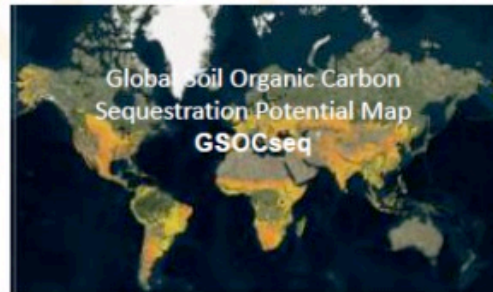 Global Soil Organic Carbon
Sequestration Potential Map
GSOCseq